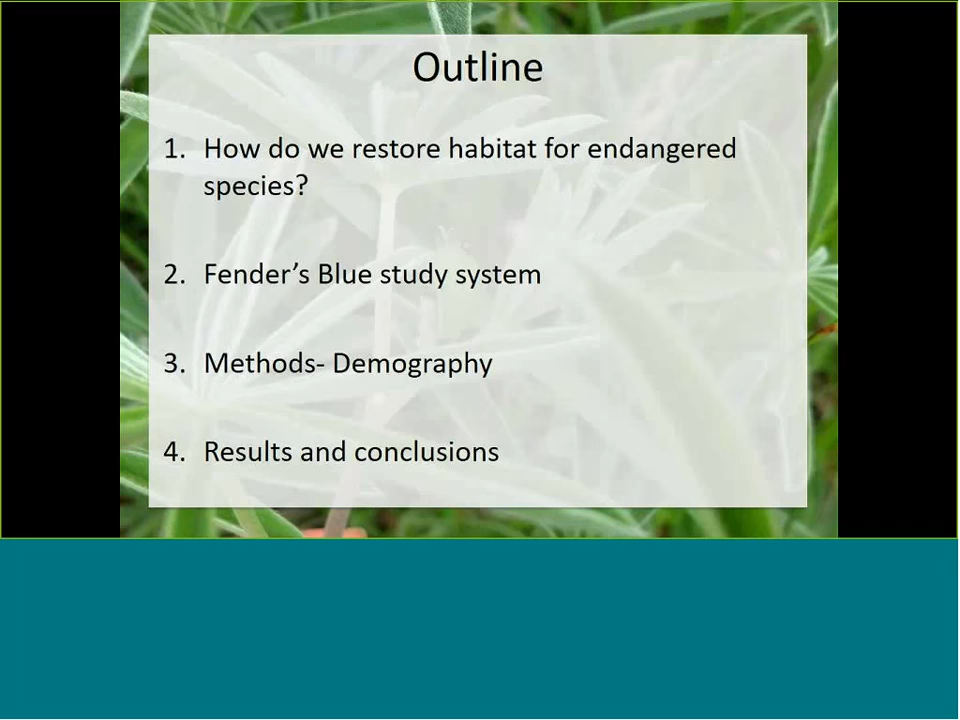 Outline
1. How do we restore habitat for endangered
species?
2. Fender’s Blue study system
3. Methods- Demography
4. Results and conclusions